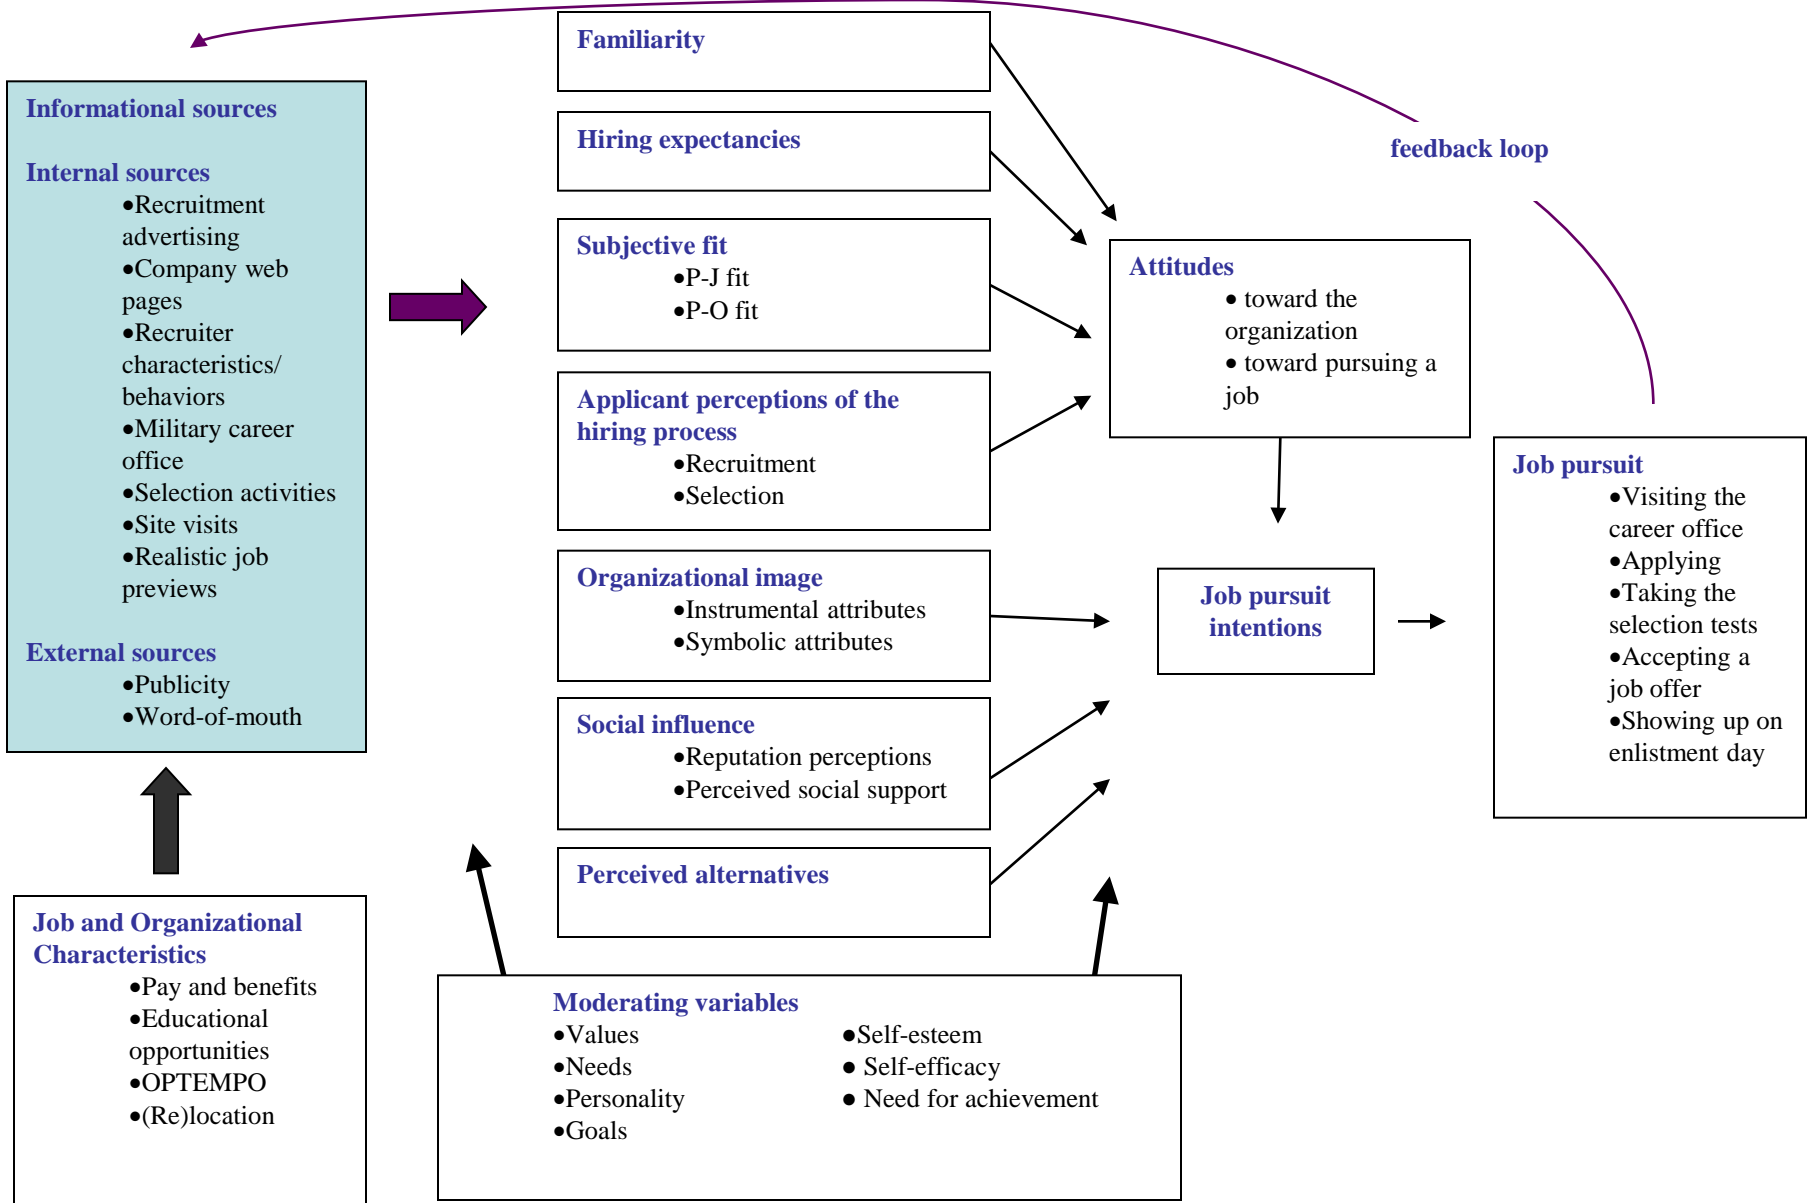 Informational sources
Internal sources
•Recruitment
advertising
•Company web
pages
•Recruiter
characteristics/
behaviors
•Military career
office
•Selection activities
•Site visits
•Realistic job
previews
External sources
•Publicity
•Word-of-mouth
Job and Organizational
Characteristics
•Pay and benefits
•Educational
opportunities
•OPTEMPO
•(Re)location
Familiarity
Hiring expectancies
Subjective fit
•P-J fit
•P-O fit
Applicant perceptions of the
hiring process
•Recruitment
•Selection
Organizational image
•Instrumental attributes
•Symbolic attributes
Social influence
•Reputation perceptions
•Perceived social support
Perceived alternatives
Moderating variables
•Values
•Needs
•Personality
•Goals
●Self-esteem
● Self-efficacy
● Need for achievement
Attitudes
• toward the
organization
• toward pursuing a
job
Job pursuit
intentions
feedback loop
Job pursuit
•Visiting the
career office
•Applying
•Taking the
selection tests
•Accepting a
job offer
•Showing up on
enlistment day